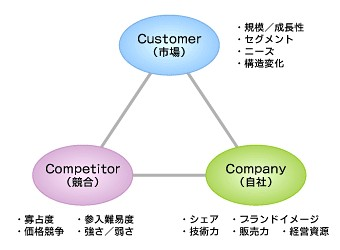 Customer
(市場)
・規模／成長性
・セグメント
・ニーズ
・構造変化
Competitor
(競合)
Company
(自社)
・寡占度 ・参入難易度
・価格競争 ・強さ／弱さ
・シェア ・ブランドイメージ
・技術力 ・販売力 ・経営資源